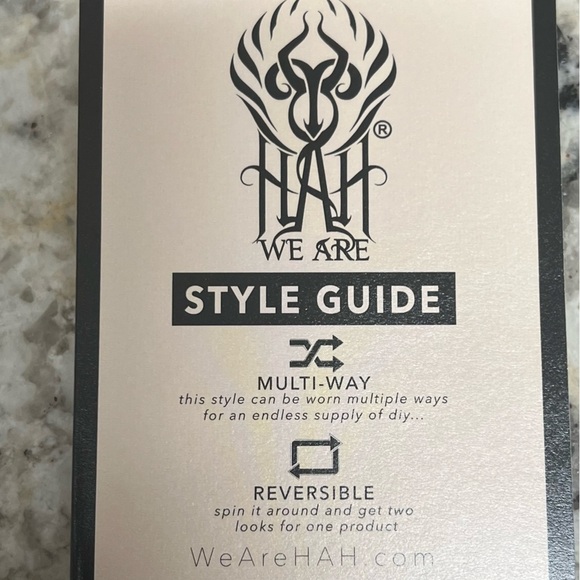 HAH®
WE ARE
STYLE GUIDE
MULTI-WAY
this style can be worn multiple ways
for an endless supply of diy...
REVERSIBLE
spin it around and get two
looks for one product
WeAreHAH.com